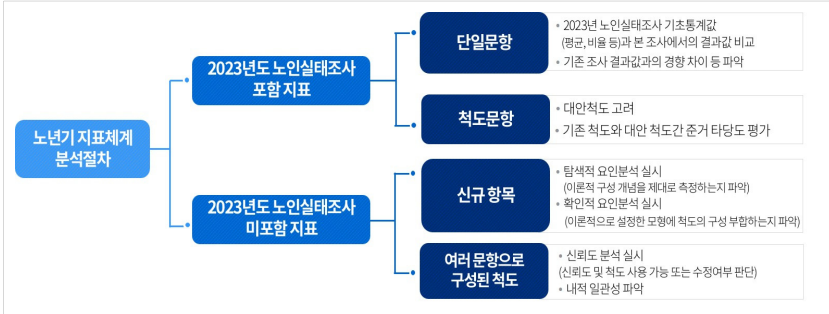 노년기 지표체계
분석절차
2023년도 노인실태조사
포함 지표
단일문항
• 2023년 노인실태조사 기초통계값
(평균, 비율 등)과 본 조사에서의 결과값 비교
• 기존 조사 결과값과의 경향 차이 등 파악
척도문항
• 대안척도 고려
• 기존 척도와 대안 척도간 준거 타당도 평가
2023년도 노인실태조사
미포함 지표
신규 항목
• 탐색적 요인분석 실시
(이론적 구성 개념을 제대로 측정하는지 파악)
• 확인적 요인분석 실시
(이론적으로 설정한 모형에 척도의 구성 부합하는지 파악)
여러 문항으로
구성된 척도
• 신뢰도 분석 실시
(신뢰도 및 척도 사용 가능 또는 수정여부 판단)
• 내적 일관성 파악